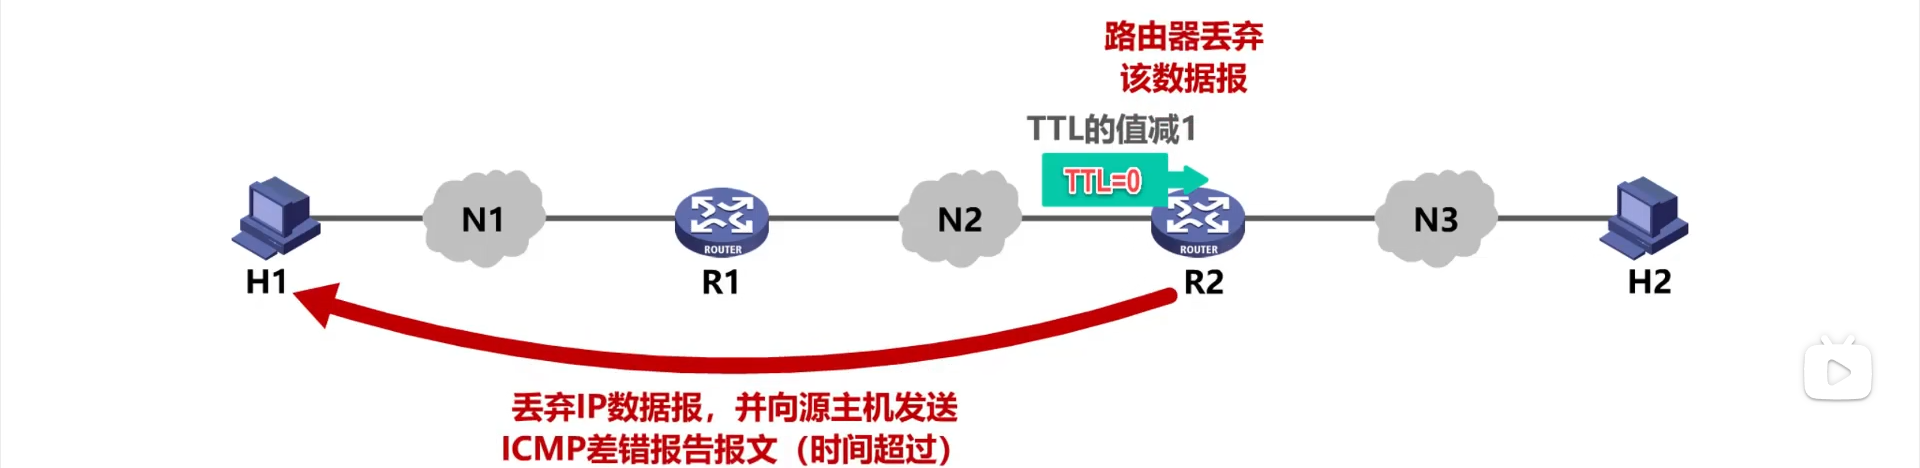 路由器丢弃
该数据报
TTL的值减1
TTL=0
N1
N2
N3
ROUTER
ROUTER
H1
R1
R2
H2
丢弃IP数据报，并向源主机发送
ICMP差错报告报文（时间超过）